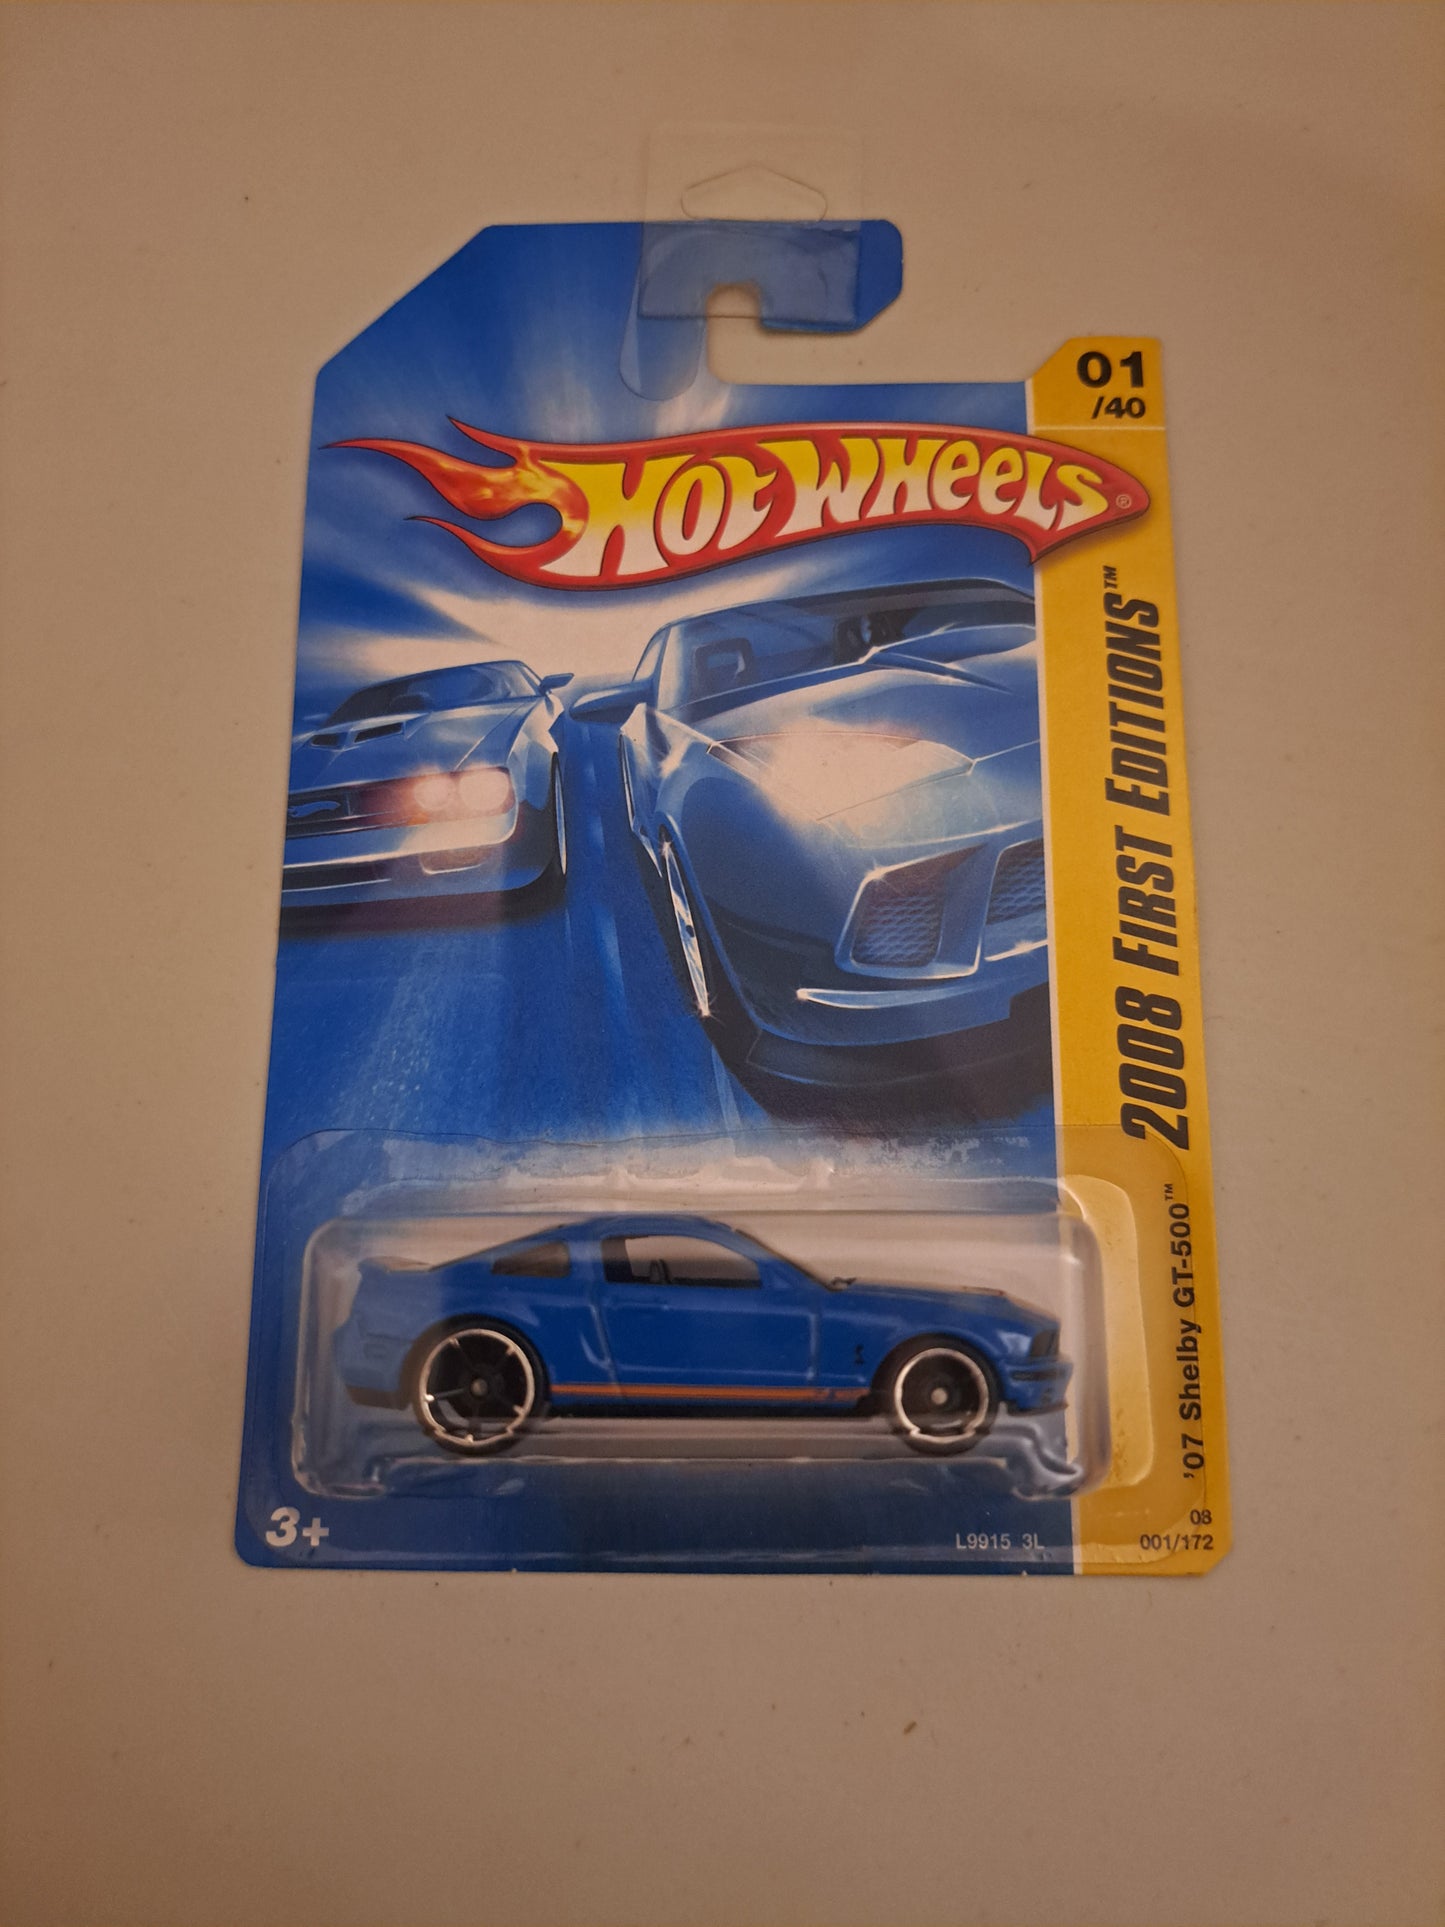 01
/40
HOT WHEELS®
2008 FIRST EDITIONS™
'07 Shelby GT-500™
3+
L9915 3L
08
001/172